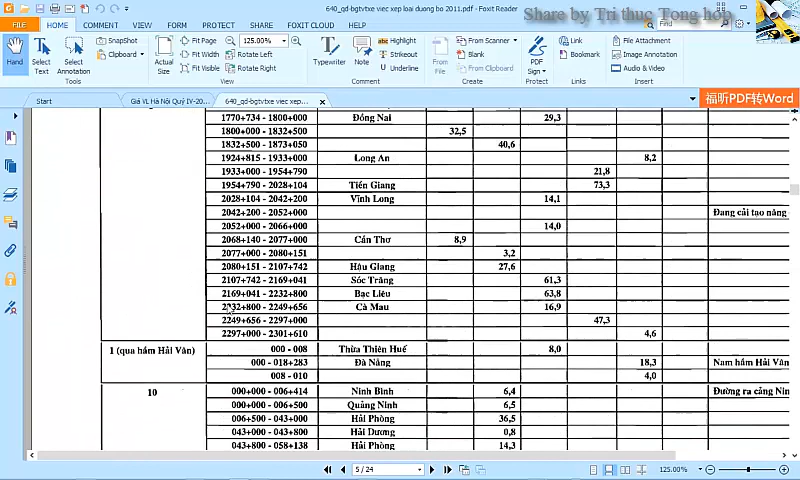 640_qd-bgtvtxe viec xep loai duong bo 2011.pdf - Foxit Reader
Share by Tri thuc Tong hop
FILE HOME COMMENT VIEW FORM PROTECT SHARE FOXIT CLOUD HELP
Find
Hand
Select Text
Select Annotation
SnapShot
Clipboard
Tools
Actual Size
Fit Page
Fit Width
Fit Visible
125.00%
Rotate Left
Rotate Right
View
Typewriter
Note
Highlight
Strikeout
Underline
Comment
From File
From Scanner
Blank
From Clipboard
Create
PDF Sign
Protect
Link
Bookmark
Links
File Attachment
Image Annotation
Audio & Video
Insert
Start
Giá VL Hà Nội Quý IV-20...
640_qd-bgtvtxe viec xep...
福昕PDF转Word
1770+734 - 1800+000 Đồng Nai 29,3
1800+000 - 1832+500 32,5
1832+500 - 1873+050 40,6
1924+815 - 1933+000 Long An 8,2
1933+000 - 1954+790 21,8
1954+790 - 2028+104 Tiền Giang 73,3
2028+104 - 2042+200 Vĩnh Long 14,1
2042+200 - 2052+000 Đang cải tạo nâng
2052+000 - 2066+000 14,0
2068+140 - 2077+000 Cần Thơ 8,9
2077+000 - 2080+151 3,2
2080+151 - 2107+742 Hậu Giang 27,6
2107+742 - 2169+041 Sóc Trăng 61,3
2169+041 - 2232+800 Bạc Liêu 63,8
2232+800 - 2249+656 Cà Mau 16,9
2249+656 - 2297+000 47,3
2297+000 - 2301+610 4,6
1 (qua hầm Hải Vân) 000 - 008 Thừa Thiên Huế 8,0
000 - 018+283 Đà Nẵng 18,3 Nam hầm Hải Vân
008 - 010 4,0
10 000+000 - 006+414 Ninh Bình 6,4 Đường ra cảng Nin
000+000 - 006+500 Quảng Ninh 6,5
006+500 - 043+000 Hải Phòng 36,5
043+000 - 043+800 Hải Dương 0,8
043+800 - 058+138 Hải Phòng 14,3
5 / 24
125.00%